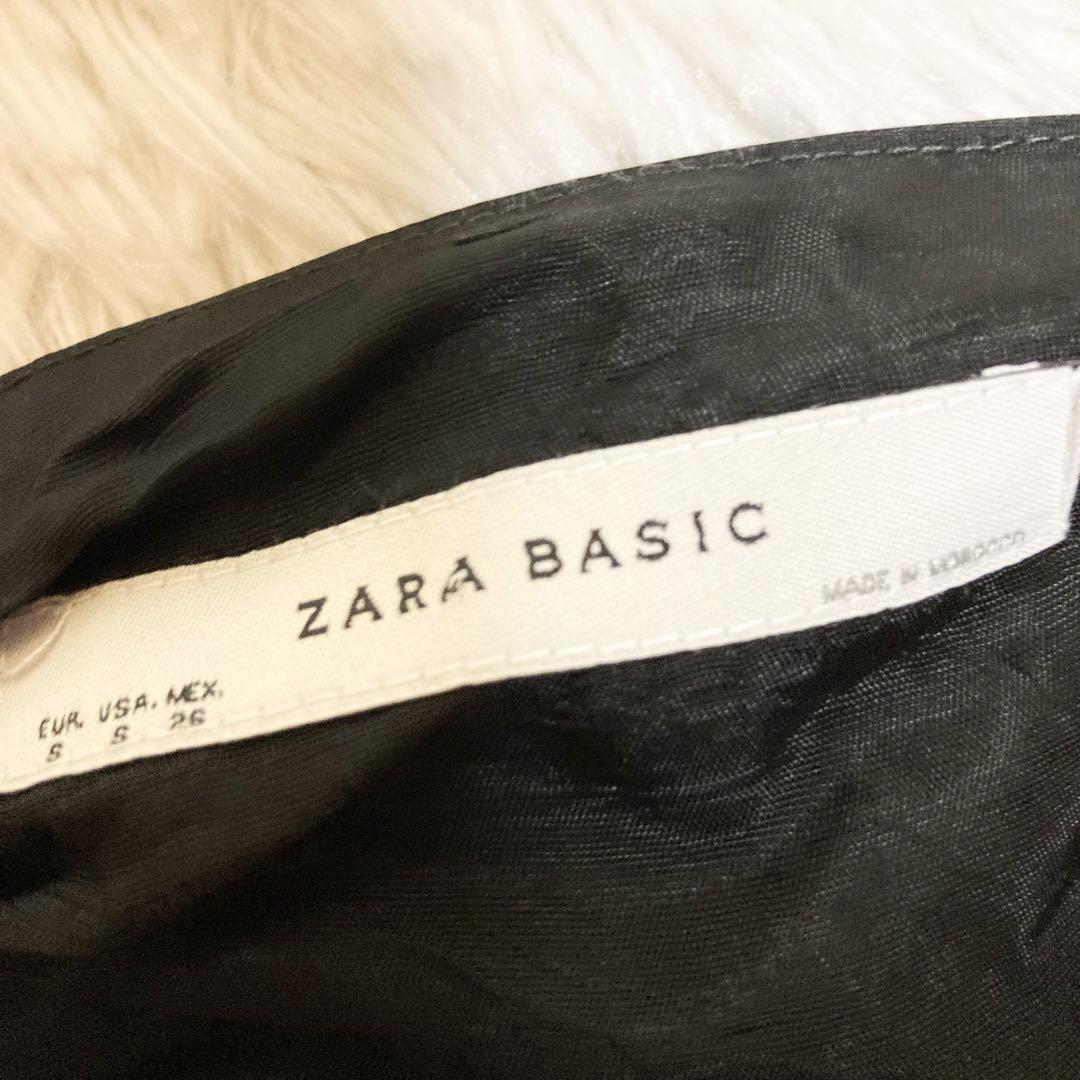 ZARA BASIC
MADE IN MOROCCO
EUR. USA. MEX.
S S 26